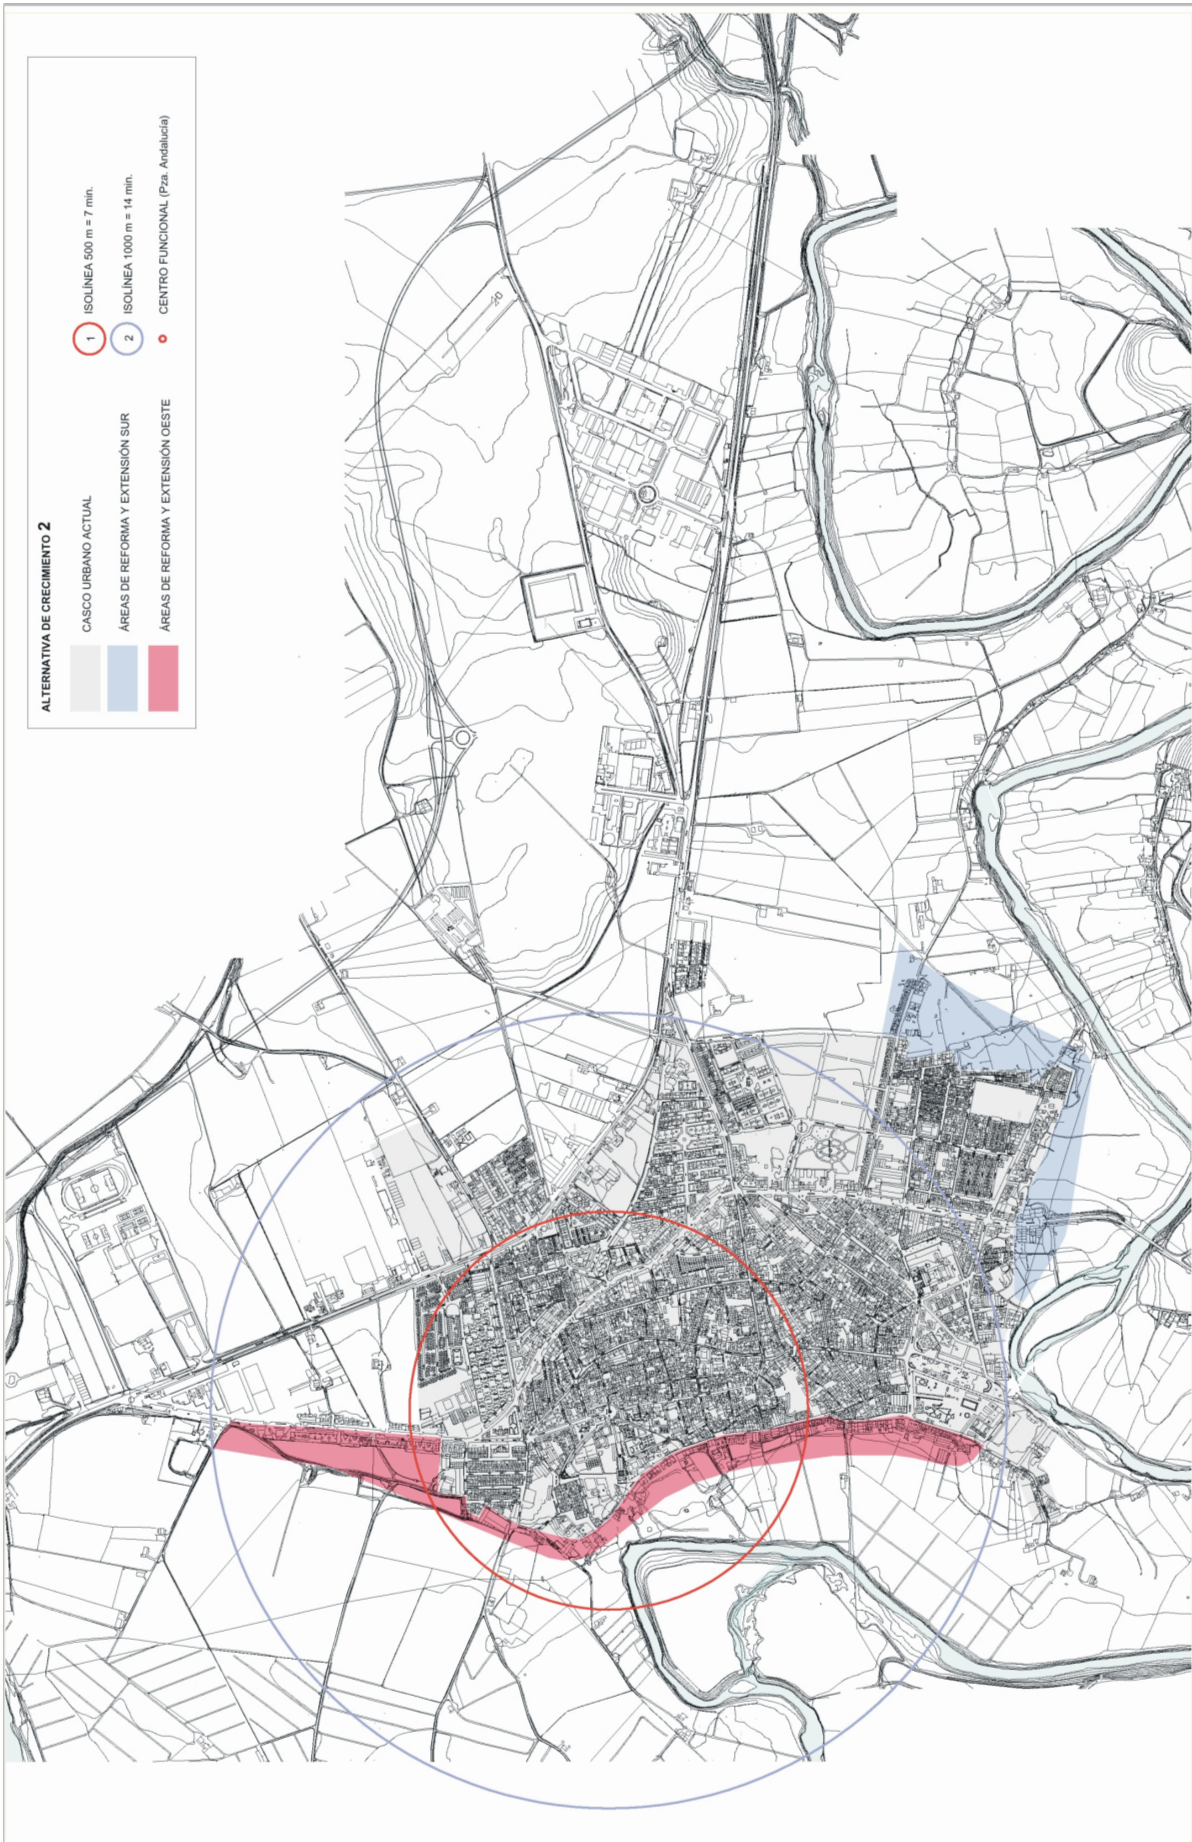 ALTERNATIVA DE CRECIMIENTO 2
CASCO URBANO ACTUAL
ÁREAS DE REFORMA Y EXTENSIÓN SUR
ÁREAS DE REFORMA Y EXTENSIÓN OESTE
1 ISOLÍNEA 500 m = 7 min.
2 ISOLÍNEA 1000 m = 14 min.
CENTRO FUNCIONAL (Pza. Andalucía)